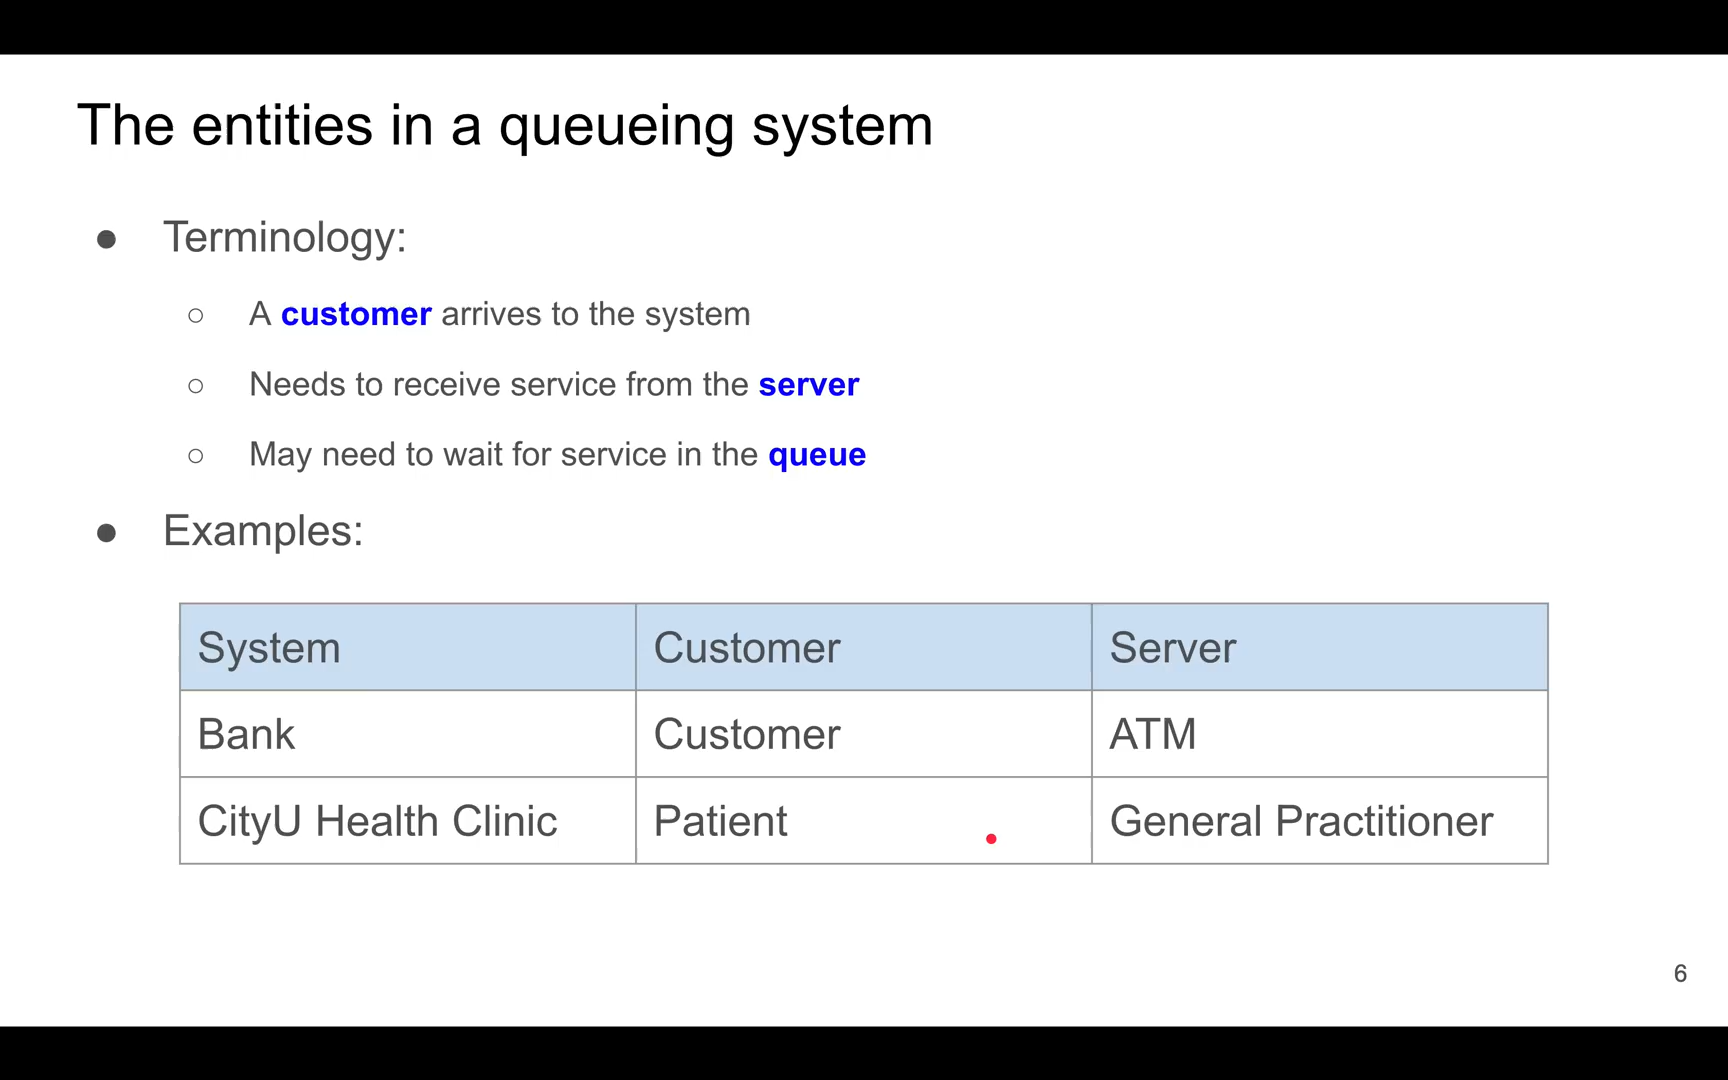 The entities in a queueing system
● Terminology:
○ A customer arrives to the system
○ Needs to receive service from the server
○ May need to wait for service in the queue
● Examples:
System Customer Server
Bank Customer ATM
CityU Health Clinic Patient General Practitioner
6